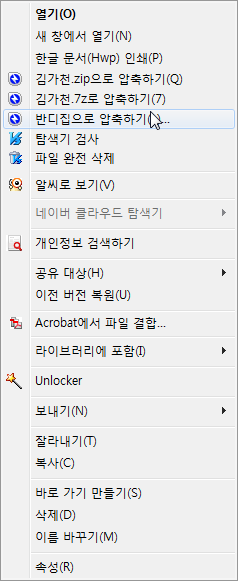 열기(O)
새 창에서 열기(N)
한글 문서(Hwp) 인쇄(P)
김가천.zip으로 압축하기(Q)
김가천.7z로 압축하기(7)
반디집으로 압축하기(...
탐색기 검사
파일 완전 삭제
알씨로 보기(V)
네이버 클라우드 탐색기
개인정보 검색하기
공유 대상(H)
이전 버전 복원(U)
Acrobat에서 파일 결합...
라이브러리에 포함(I)
Unlocker
보내기(N)
잘라내기(T)
복사(C)
바로 가기 만들기(S)
삭제(D)
이름 바꾸기(M)
속성(R)